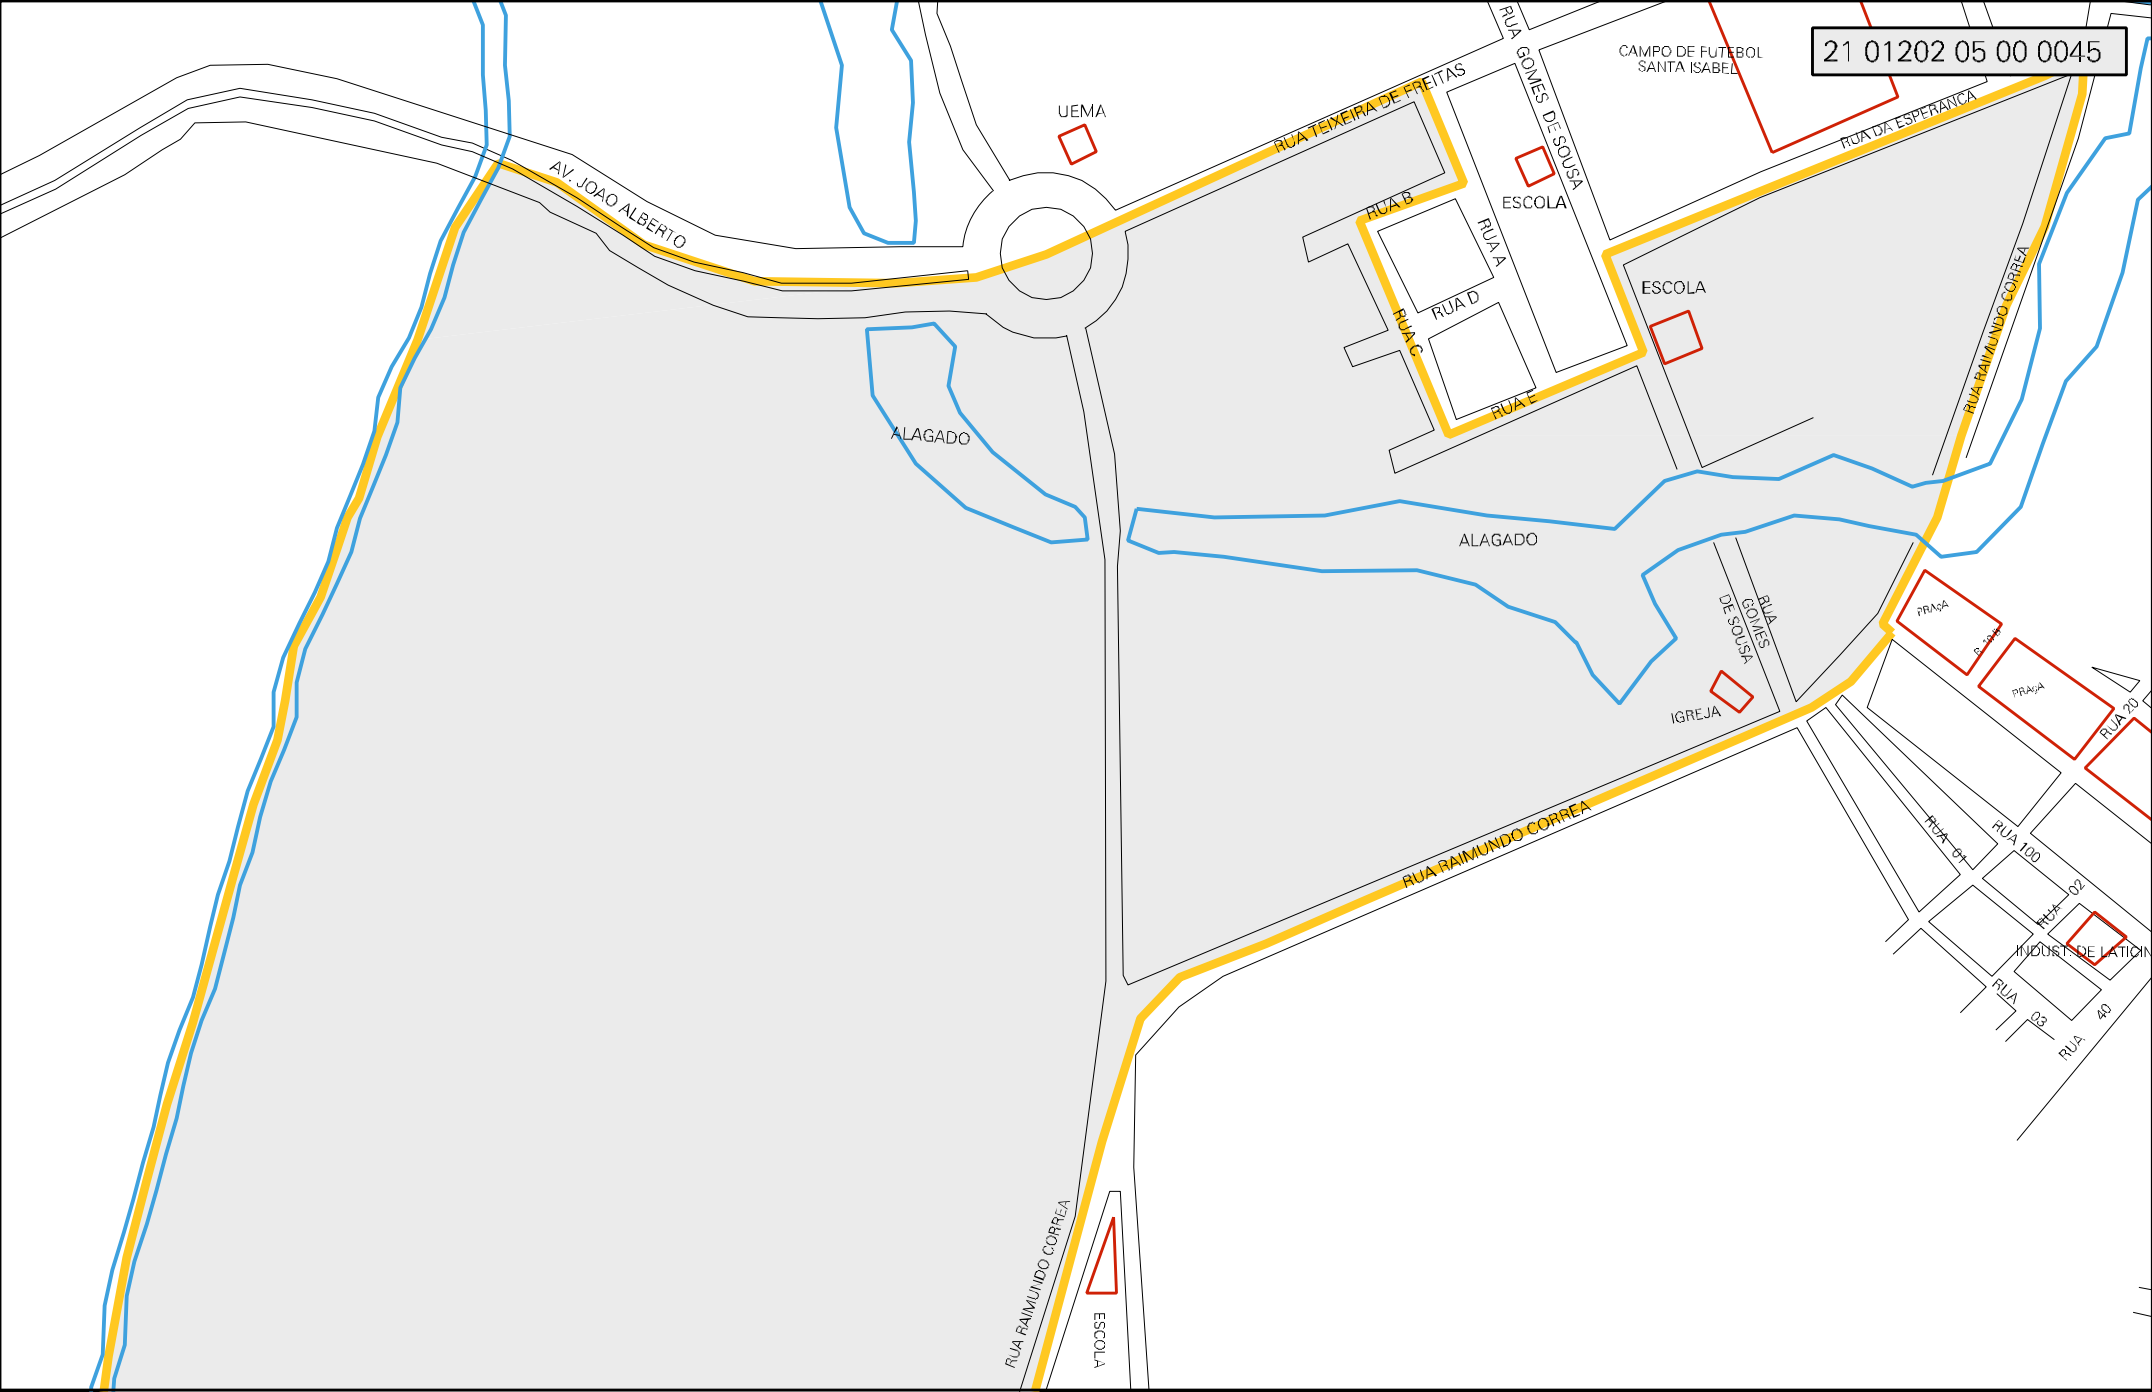 RUA GOMES DE SOUSA
CAMPO DE FUTEBOL
SANTA ISABEL
21 01202 05 00 0045
UEMA
RUA TEIXEIRA DE FREITAS
RUA DA ESPERANCA
AV. JOAO ALBERTO
RUA B
ESCOLA
RUA A
RUA D
RUA C
ESCOLA
RUA RAIMUNDO CORREA
RUA E
ALAGADO
ALAGADO
RUA
GOMES
DE SOUSA
PRAçA
PRAçA
IGREJA
RUA 20
RUA RAIMUNDO CORREA
RUA 01
RUA 100
RUA 02
INDUST. DE LATICIN
RUA 03
RUA 40
RUA RAIMUNDO CORREA
ESCOLA